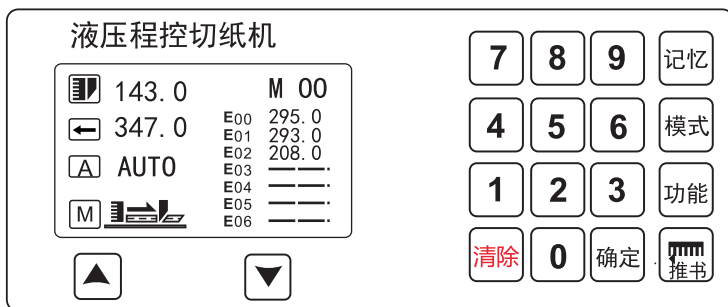 液压程控切纸机
143.0 M 00
347.0 E00 295.0
E01 293.0
A AUTO E02 208.0
E03 ——— ———.
E04 ——— ———.
M E05 ——— ———.
E06 ——— ———.
7 8 9 记忆
4 5 6 模式
1 2 3 功能
清除 0 确定 推书